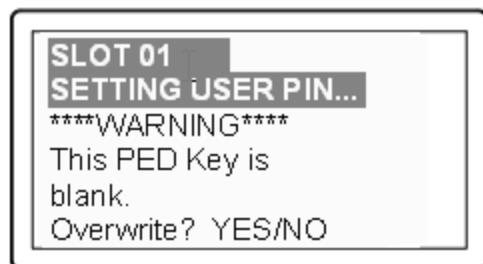 SLOT 01
SETTING USER PIN...
****WARNING****
This PED Key is
blank.
Overwrite? YES/NO